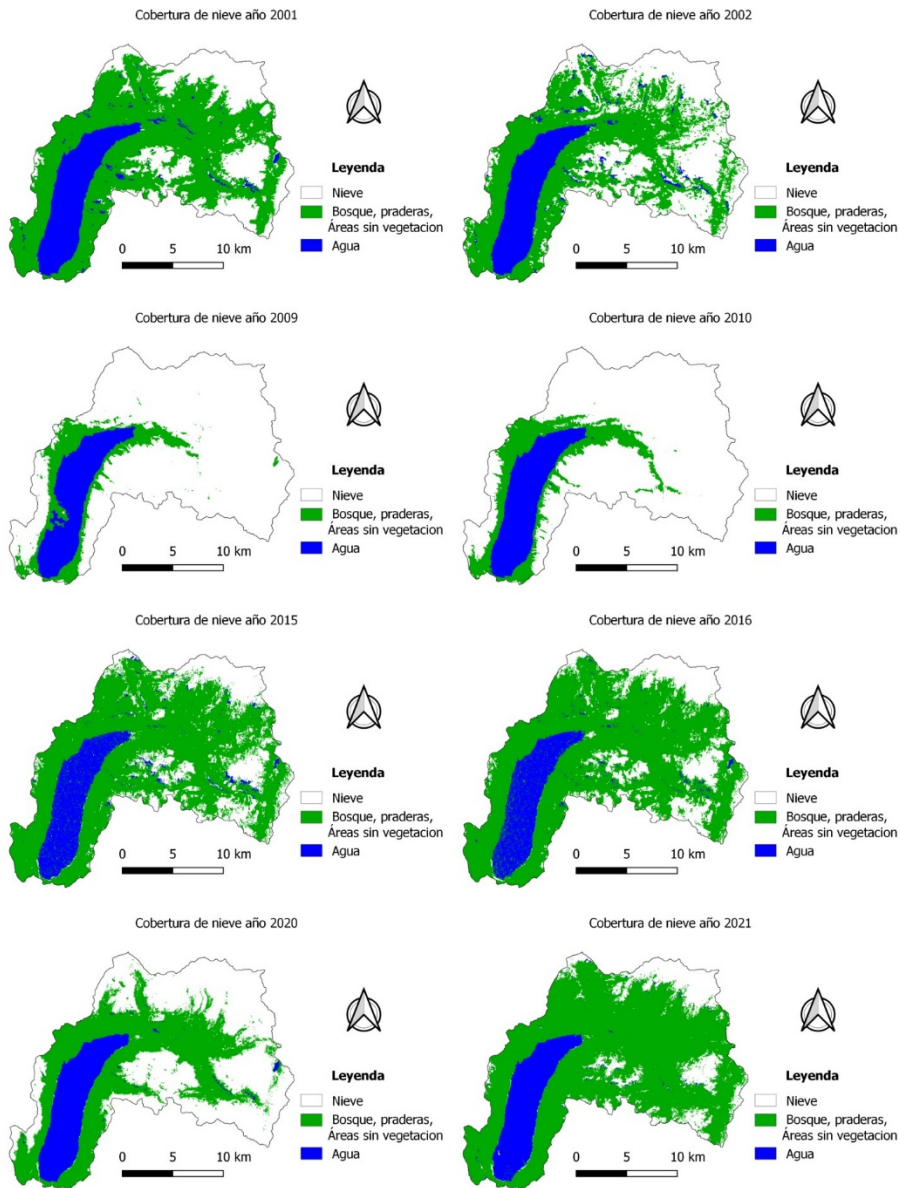 Cobertura de nieve año 2001
Leyenda
Nieve
Bosque, praderas,
Áreas sin vegetacion
Agua
0 5 10 km
Cobertura de nieve año 2002
Leyenda
Nieve
Bosque, praderas,
Áreas sin vegetacion
Agua
0 5 10 km
Cobertura de nieve año 2009
Leyenda
Nieve
Bosque, praderas,
Áreas sin vegetacion
Agua
0 5 10 km
Cobertura de nieve año 2010
Leyenda
Nieve
Bosque, praderas,
Áreas sin vegetacion
Agua
0 5 10 km
Cobertura de nieve año 2015
Leyenda
Nieve
Bosque, praderas,
Áreas sin vegetacion
Agua
0 5 10 km
Cobertura de nieve año 2016
Leyenda
Nieve
Bosque, praderas,
Áreas sin vegetacion
Agua
0 5 10 km
Cobertura de nieve año 2020
Leyenda
Nieve
Bosque, praderas,
Áreas sin vegetacion
Agua
0 5 10 km
Cobertura de nieve año 2021
Leyenda
Nieve
Bosque, praderas,
Áreas sin vegetacion
Agua
0 5 10 km